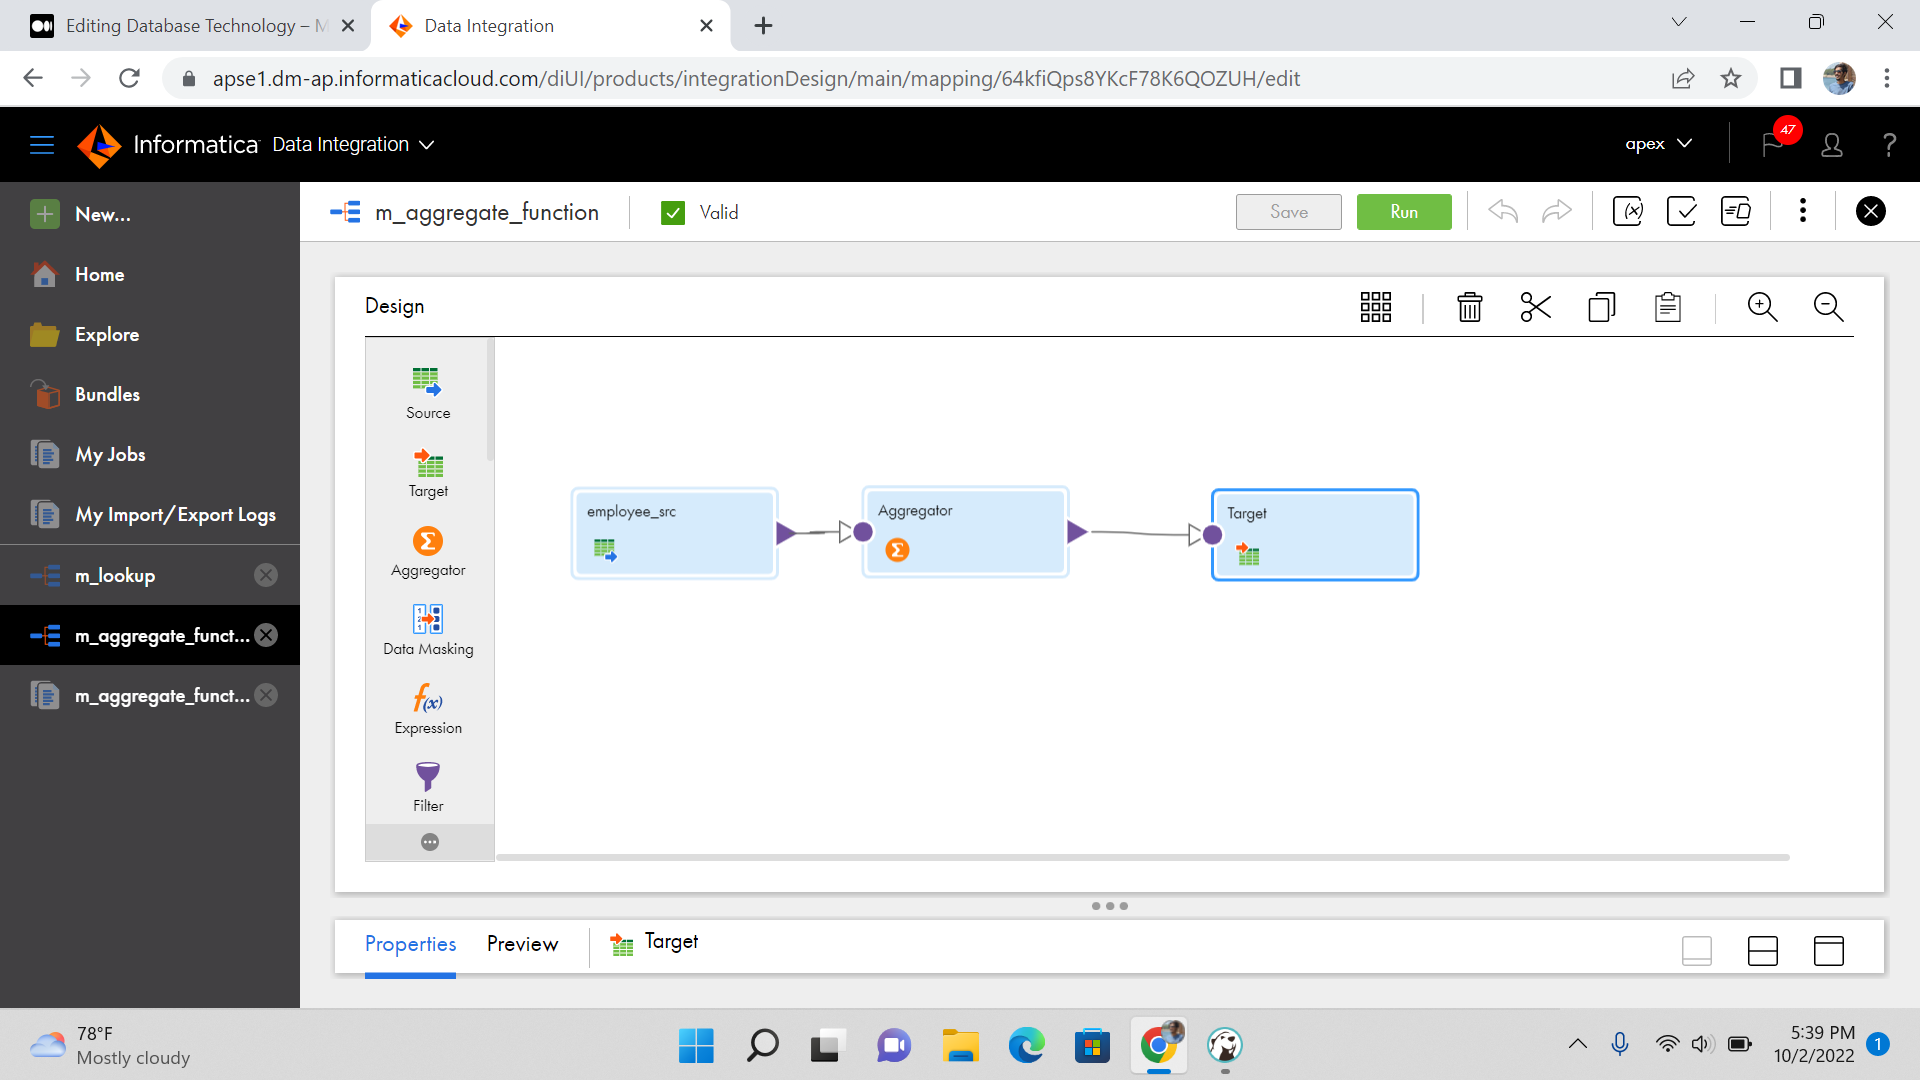 Editing Database Technology – M
Data Integration
apse1.dm-ap.informaticacloud.com/diUI/products/integrationDesign/main/mapping/64kfiQps8YKcF78K6QOZUH/edit
Informatica Data Integration
apex
47
?
New...
Home
Explore
Bundles
My Jobs
My Import/Export Logs
m_lookup
m_aggregate_funct...
m_aggregate_funct...
m_aggregate_function
Valid
Save
Run
(x)
Design
Source
Target
Aggregator
Data Masking
f(x)
Expression
Filter
employee_src
Aggregator
Σ
Target
Properties
Preview
Target
78°F
Mostly cloudy
5:39 PM
10/2/2022
1